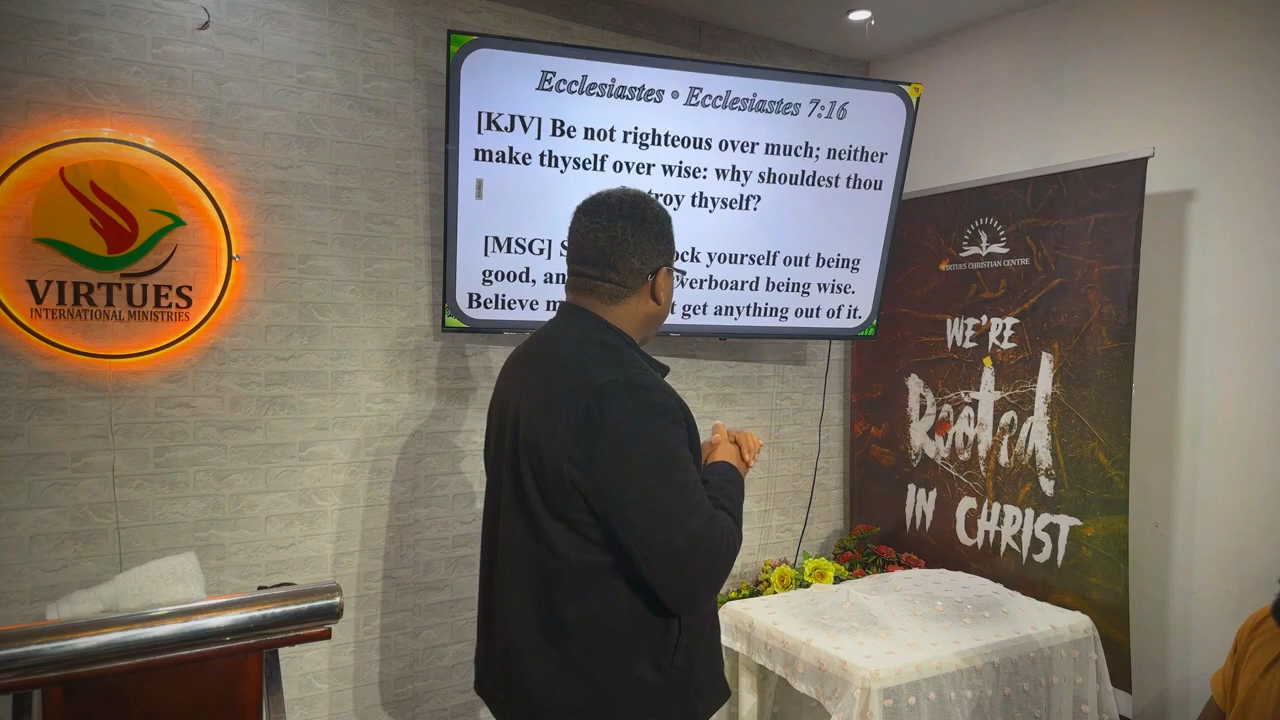 VIRTUES
INTERNATIONAL MINISTRIES
Ecclesiastes • Ecclesiastes 7:16
[KJV] Be not righteous over much; neither
make thyself over wise: why shouldest thou
troy thyself?
[MSG] S ock yourself out being
good, an verboard being wise.
Believe m t get anything out of it.
VIRTUES CHRISTIAN CENTRE
WE'RE
Rooted
IN CHRIST